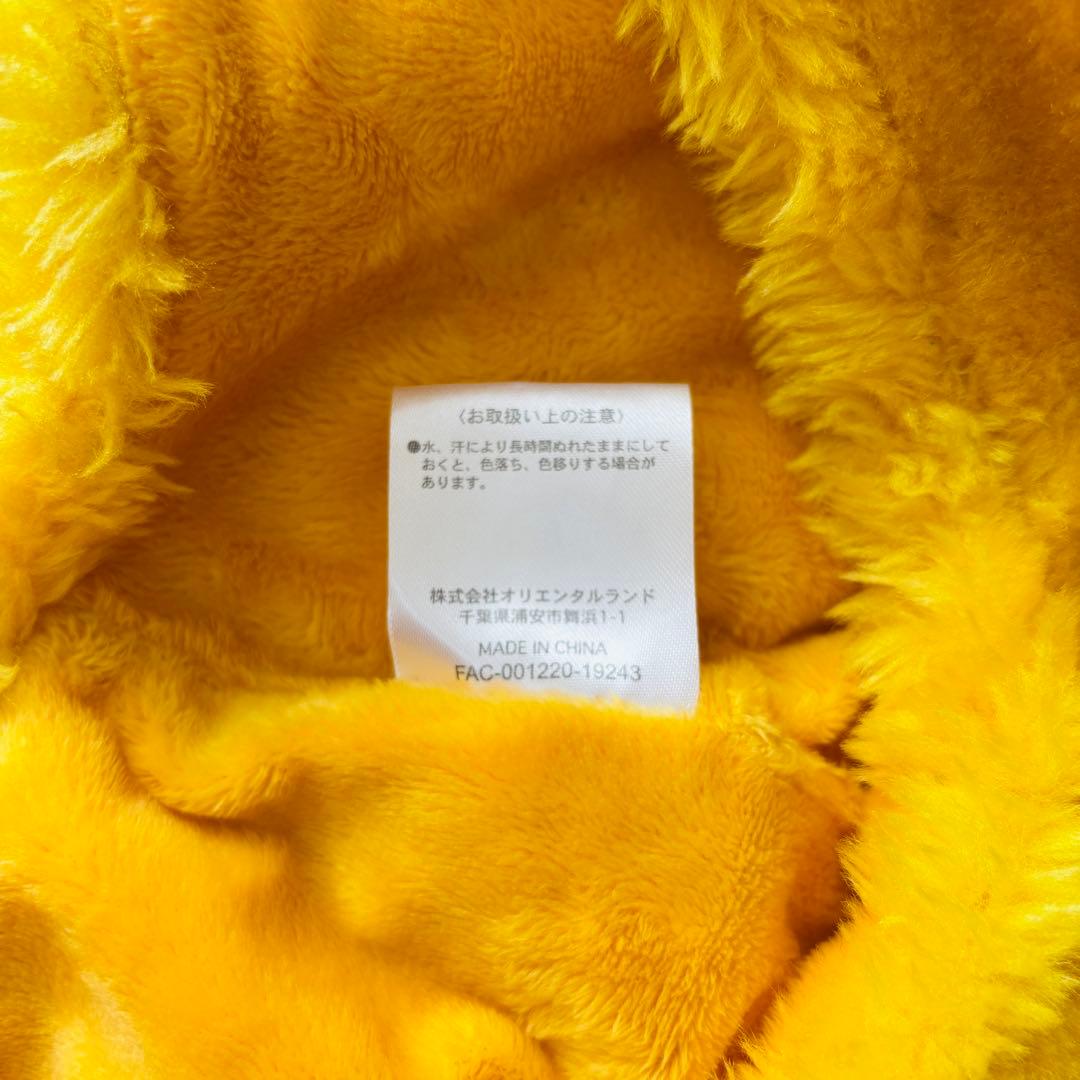 〈お取扱い上の注意〉
●水、汗により長時間ぬれたままにして
おくと、色落ち、色移りする場合が
あります。
株式会社オリエンタルランド
千葉県浦安市舞浜1-1
MADE IN CHINA
FAC-001220-19243